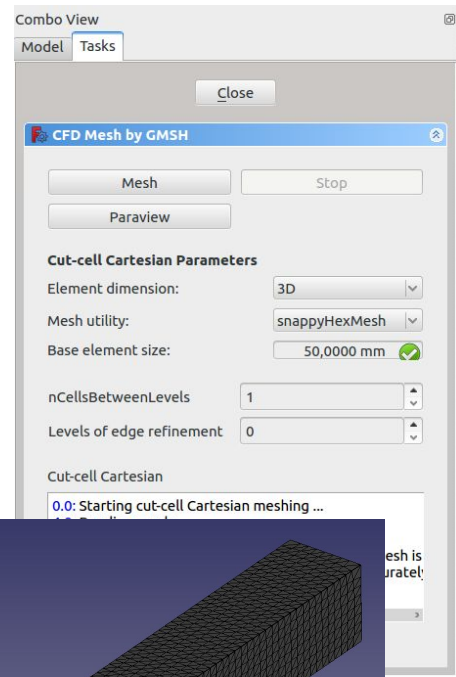 Combo View
Model Tasks
Close
CFD Mesh by GMSH
Mesh Stop
Paraview
Cut-cell Cartesian Parameters
Element dimension: 3D
Mesh utility: snappyHexMesh
Base element size: 50,0000 mm
nCellsBetweenLevels 1
Levels of edge refinement 0
Cut-cell Cartesian
0.0: Starting cut-cell Cartesian meshing ...
is